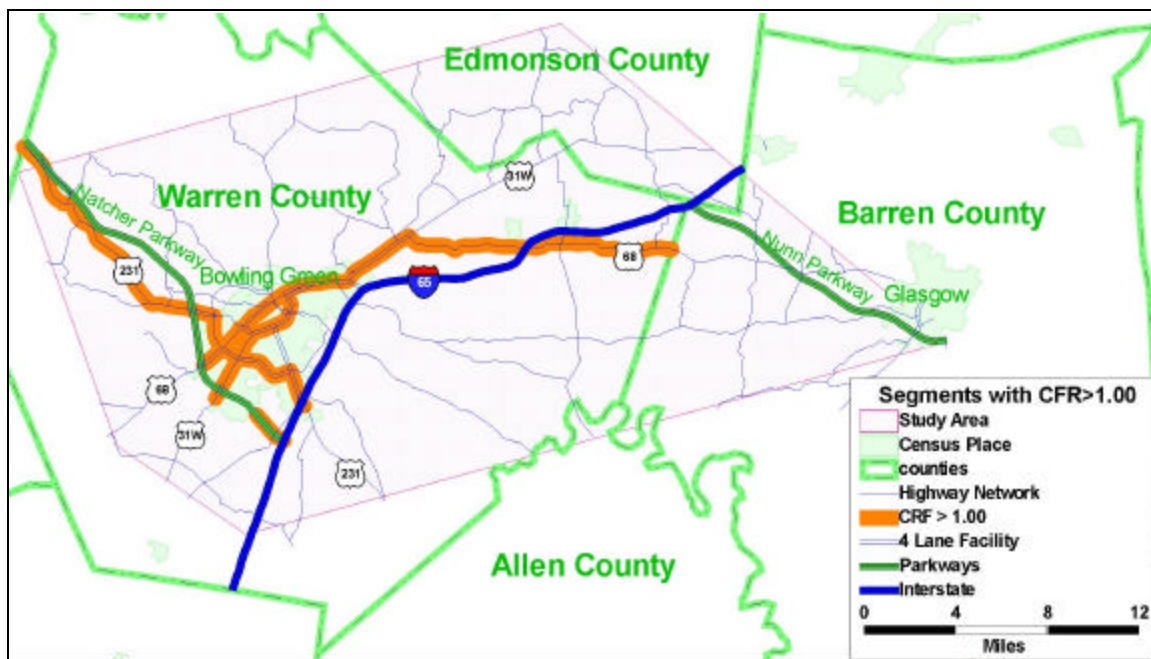 Edmonson County
31W
Warren County
Barren County
Natcher Parkway
231
Bowling Green
65
68
Nunn Parkway
Glasgow
68
31W
231
Allen County
Segments with CFR>1.00
Study Area
Census Place
counties
Highway Network
CRF > 1.00
4 Lane Facility
Parkways
Interstate
0 4 8 12
Miles